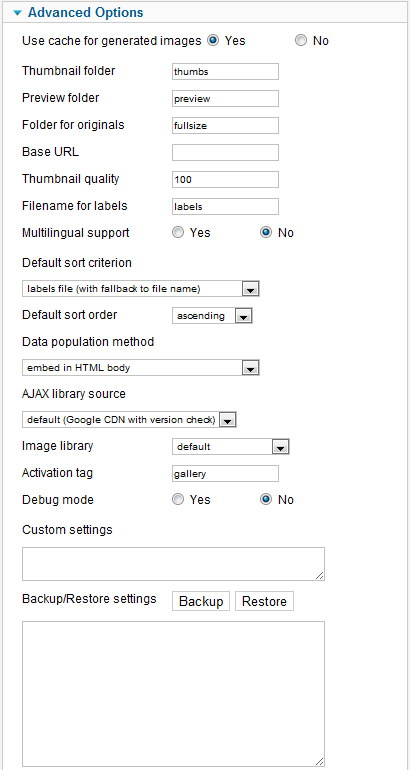 Advanced Options
Use cache for generated images Yes No
Thumbnail folder thumbs
Preview folder preview
Folder for originals fullsize
Base URL
Thumbnail quality 100
Filename for labels labels
Multilingual support Yes No
Default sort criterion
labels file (with fallback to file name)
Default sort order ascending
Data population method
embed in HTML body
AJAX library source
default (Google CDN with version check)
Image library default
Activation tag gallery
Debug mode Yes No
Custom settings
Backup/Restore settings Backup Restore